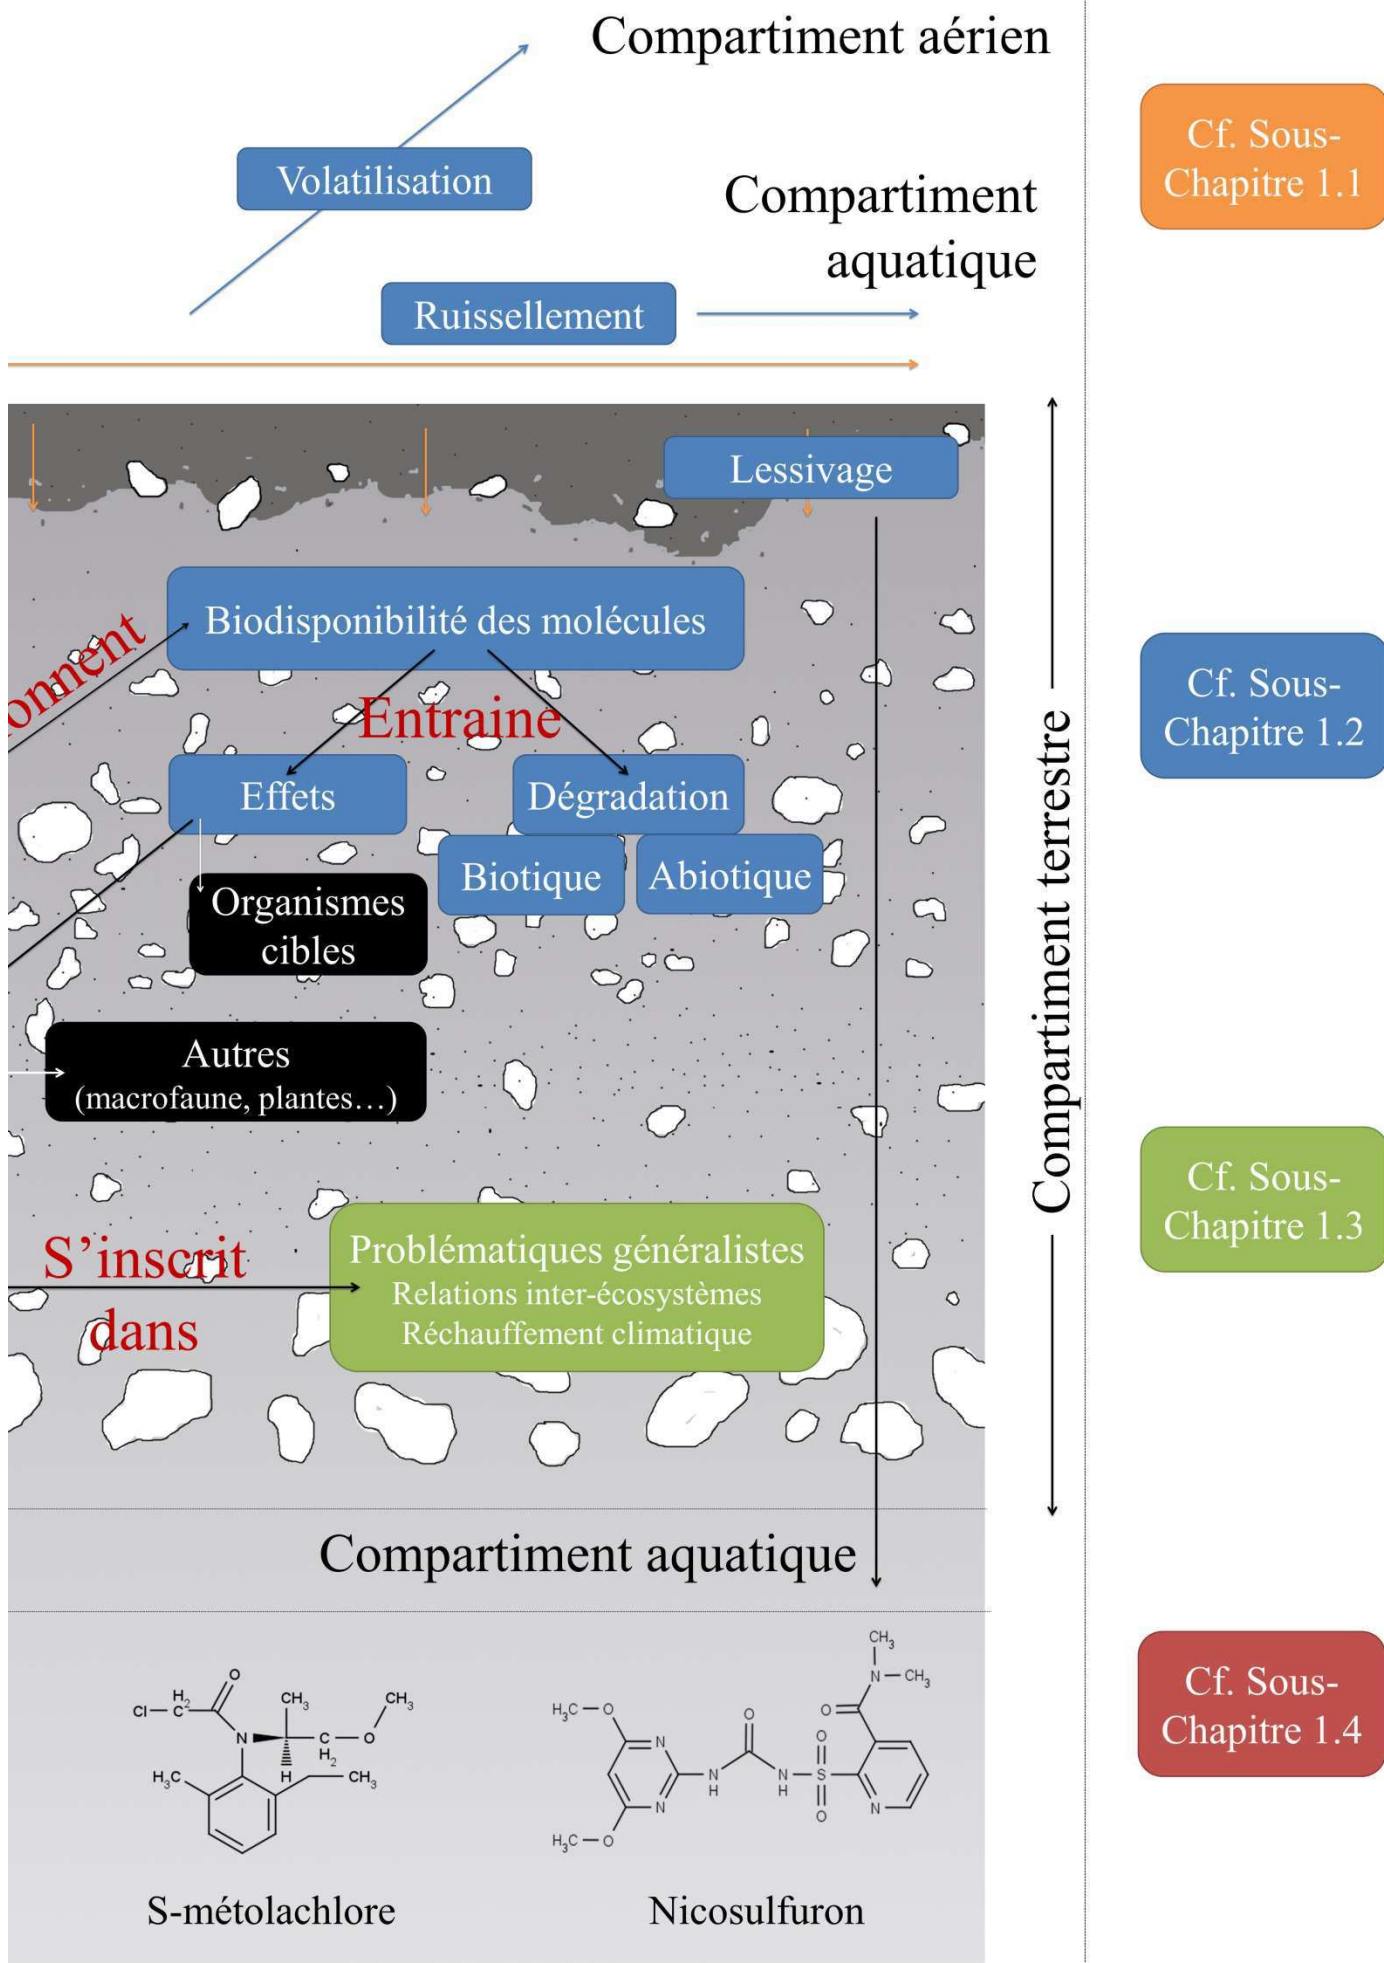 Compartiment aérien
Cf. Sous-
Chapitre 1.1
Volatilisation
Compartiment
aquatique
Ruissellement
Lessivage
Biodisponibilité des molécules
onnent
Entraine
Cf. Sous-
Chapitre 1.2
Effets
Dégradation
Biotique
Abiotique
Organismes
cibles
Compartiment terrestre
Autres
(macrofaune, plantes…)
Cf. Sous-
Chapitre 1.3
S’inscrit
dans
Problématiques généralistes
Relations inter-écosystèmes
Réchauffement climatique
Compartiment aquatique
Cf. Sous-
Chapitre 1.4
O
H2
Cl
C
CH3
CH3
N
C
H2
O
H3C
H
CH3
CH3
N
CH3
O
H3C
O
O
O
N
N
H
N
H
S
O
O
N
N
H3C
O
S-métolachlore
Nicosulfuron